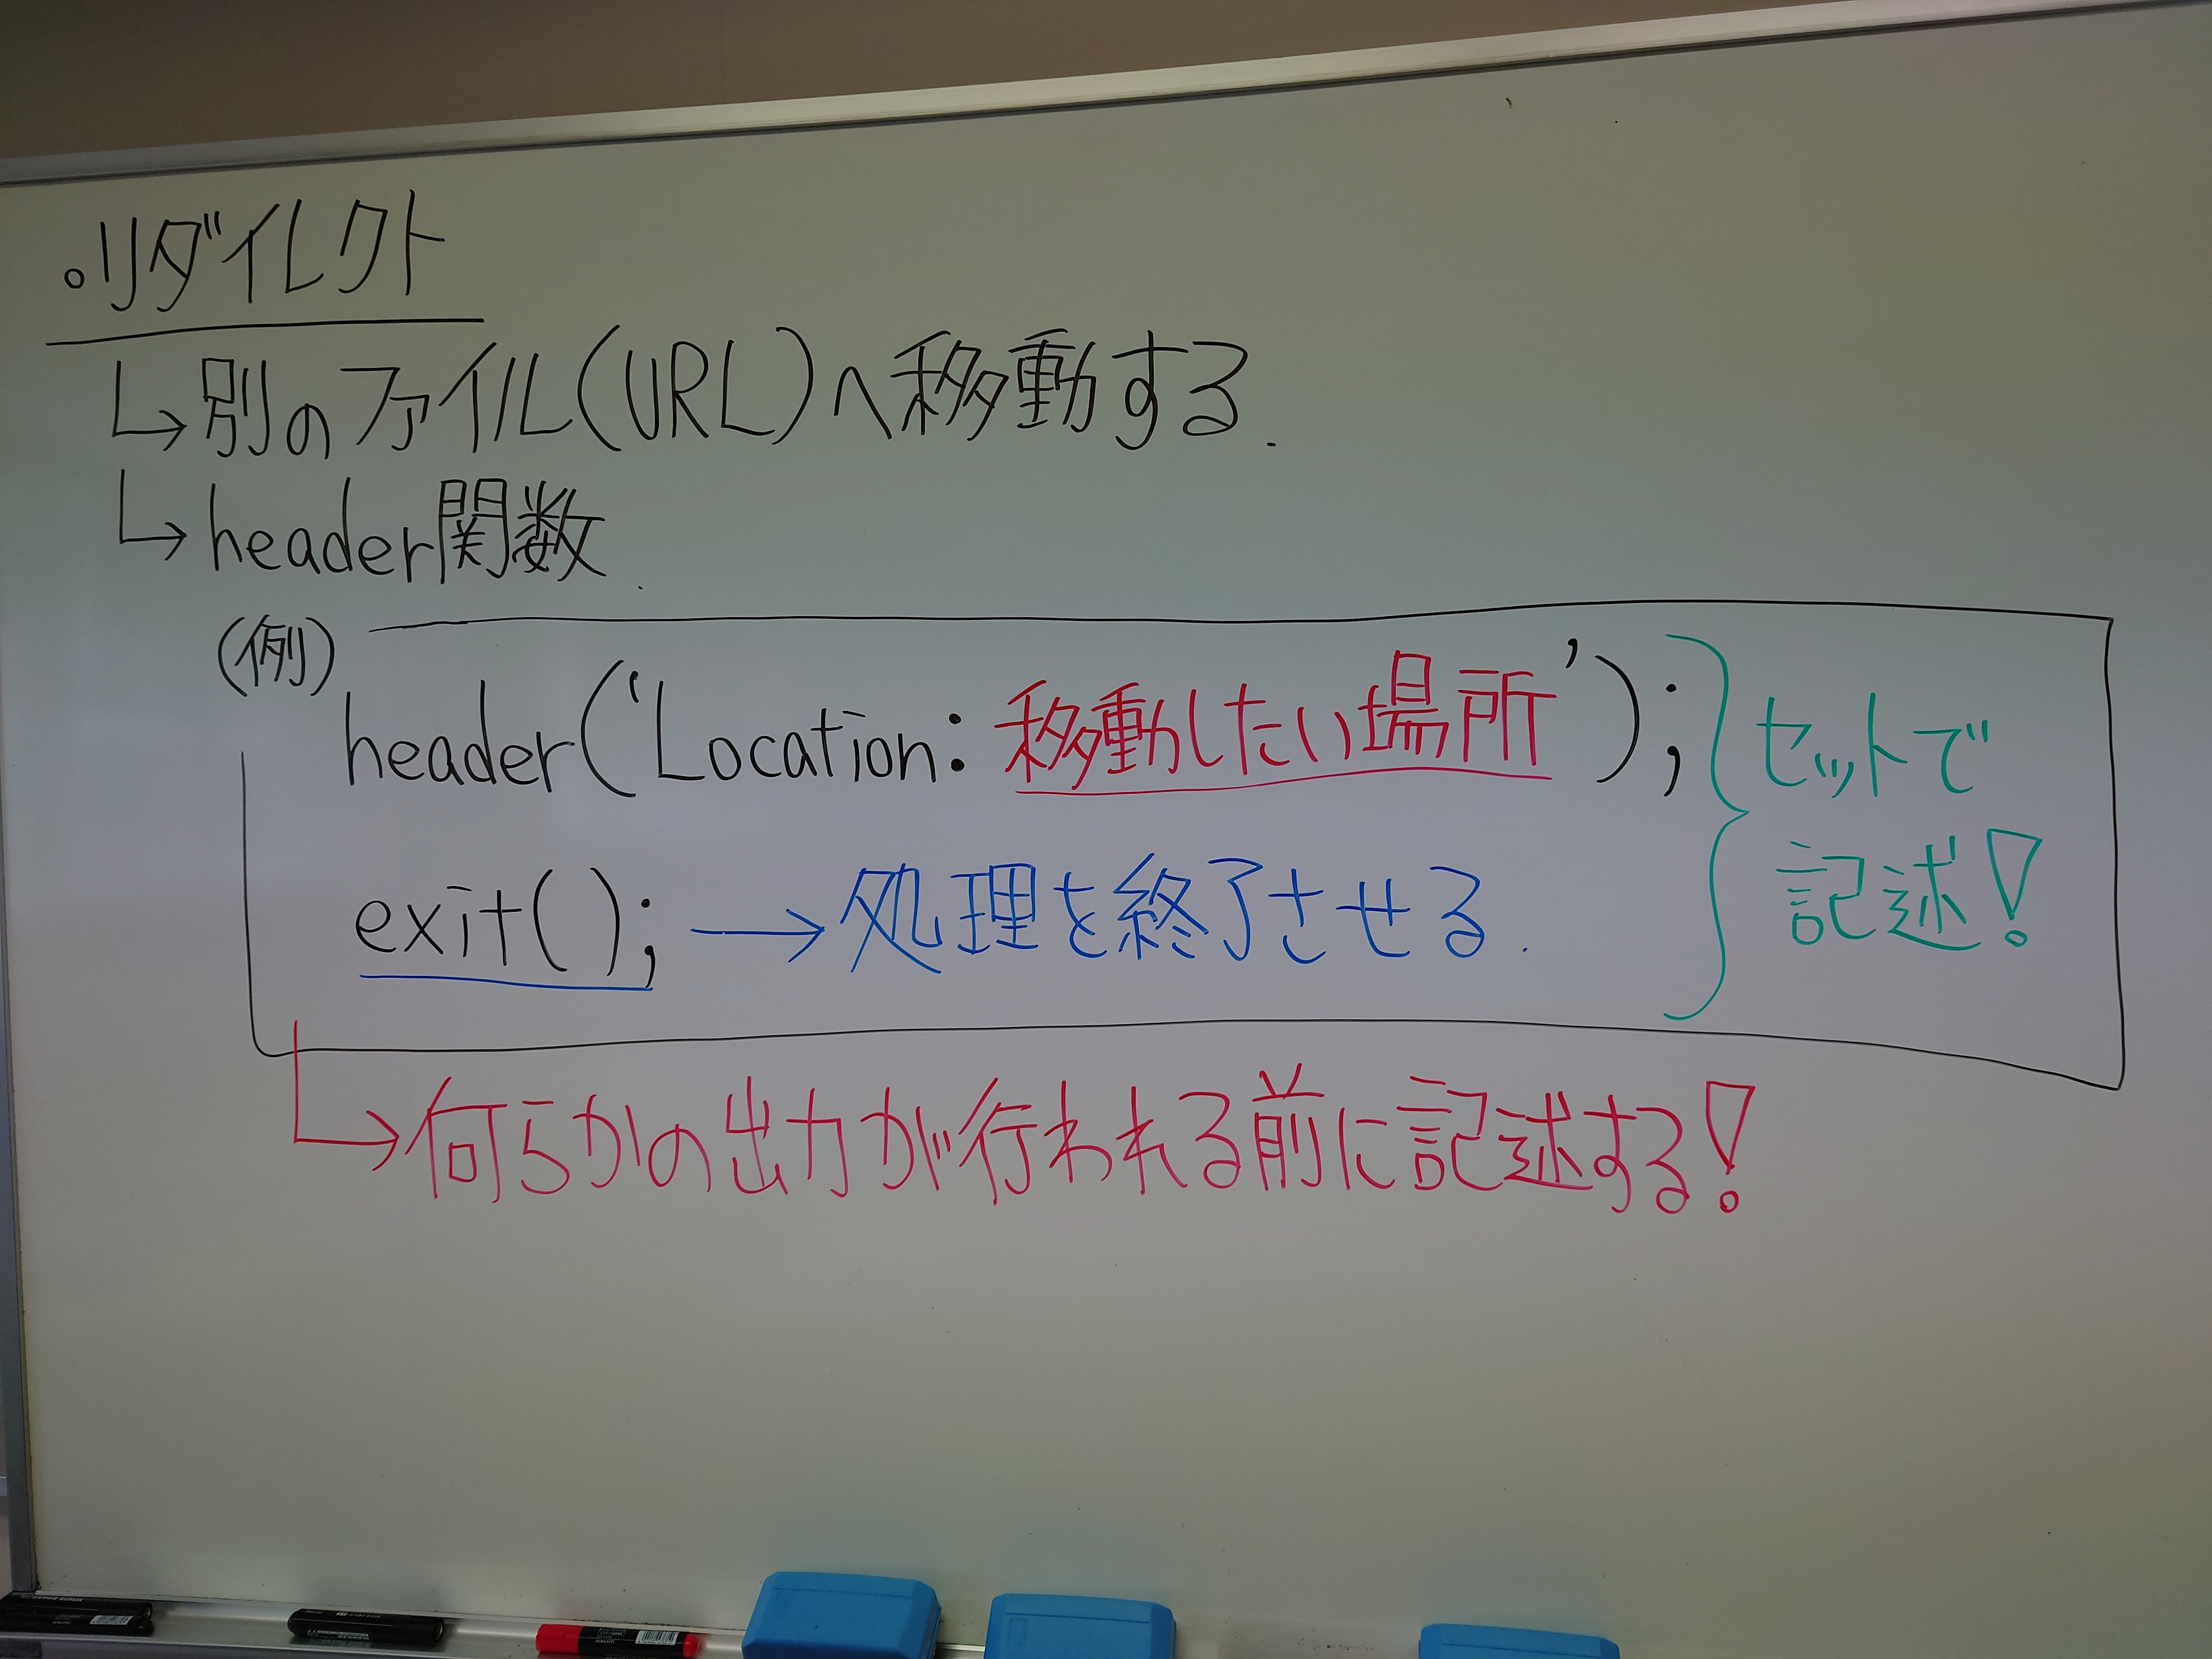 。リダイレクト
↳別のファイル(URL)へ移動する.
↳header関数.
(例)
header('Location: 移動したい場所');
exit(); →処理を終了させる.
セットで
記述!
↳何らかの出力が行われる前に記述する!